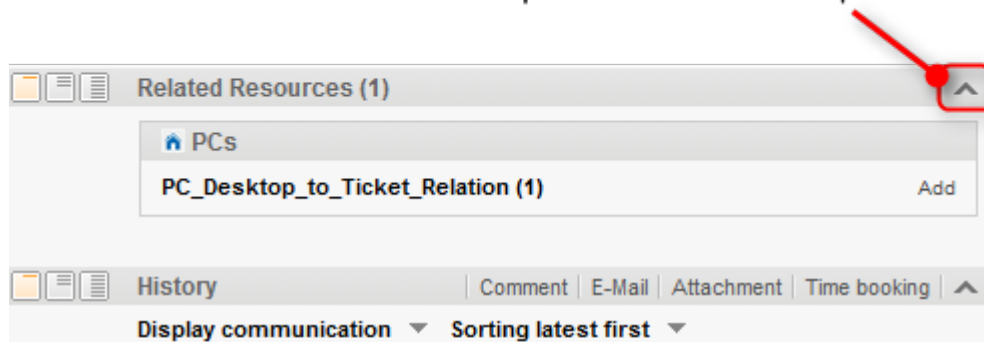 Related Resources (1)
PCs
PC_Desktop_to_Ticket_Relation (1) Add
History Comment E-Mail Attachment Time booking
Display communication Sorting latest first